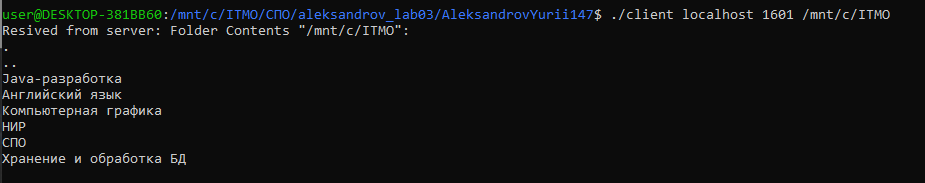 user@DESKTOP-381BB60:/mnt/c/ITMO/СПО/aleksandrov_lab03/AleksandrovYurii147$ ./client localhost 1601 /mnt/c/ITMO
Resived from server: Folder Contents "/mnt/c/ITMO":
.
..
Java-разработка
Английский язык
Компьютерная графика
НИР
СПО
Хранение и обработка БД